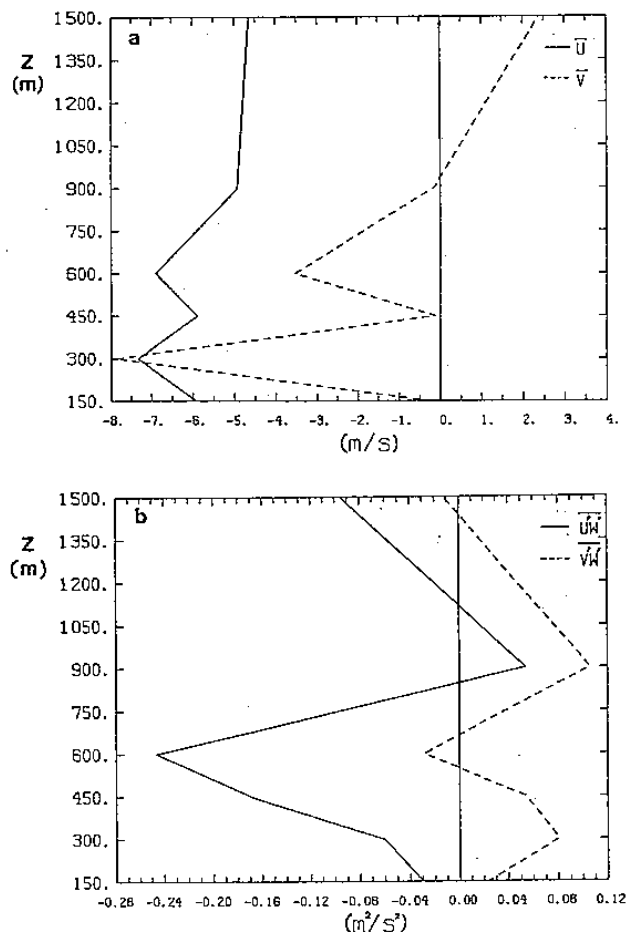 a
1500.
Z
(m)
1350.
1200.
1050.
900.
750.
600.
450.
300.
150.
U̅
V̅
-8. -7. -6. -5. -4. -3. -2. -1. 0. 1. 2. 3. 4.
(m/s)
b
1500.
Z
(m)
1350.
1200.
1050.
900.
750.
600.
450.
300.
150.
U'W'
V'W'
-0.28 -0.24 -0.20 -0.16 -0.12 -0.08 -0.04 0.00 0.04 0.08 0.12
(m²/s²)